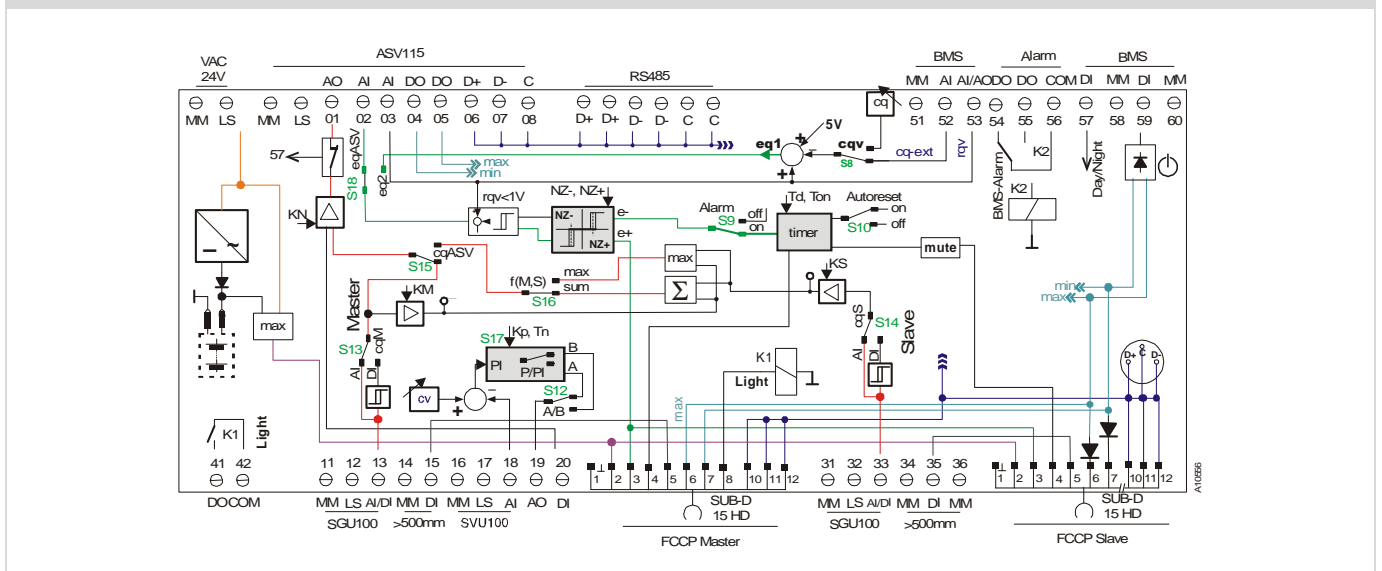 VAC
24V
ASV115
RS485
BMS
Alarm
BMS
AO AI AI DO DO D+ D- C
MM AI AI/AO DO DO COM DI MM DI MM
MM LS MM LS 01 02 03 04 05 06 07 08
D+ D+ D- D- C C
51 52 53 54 55 56 57 58 59 60
cq
5V
57
eqASV
S18
eq2
max
min
eq1
cqv
S8
cq-ext
rqv
K2
BMS-Alarm
Day/Night
KN
rqv<1V
NZ-, NZ+
NZ-
NZ+
e-
e+
Alarm
S9
off
on
Td, Ton
timer
Autoreset
on
S10
off
K2
mute
cqASV
S15
f(M,S)
max
sum
S16
max
Σ
KS
min
max
max
Master
KM
S13
cqM
AI
DI
S17
Kp, Tn
PI
P/PI
B
A
S12
A/B
cv
+
−
K1
Light
cqS
S14
Slave
AI
DI
max
D+ C D-
K1
Light
41 42
DO COM
11 12 13 14 15 16 17 18 19 20
MM LS AI/DI MM DI MM LS AI AO DI
SGU100
>500mm
SVU100
⊥
1 2 3 4 5 6 7 8 10 11 12
SUB-D
15 HD
FCCP Master
31 32 33 34 35 36
MM LS AI/DI MM DI MM
SGU100
>500mm
⊥
1 2 3 4 5 6 7 10 11 12
SUB-D
15 HD
FCCP Slave
A10556